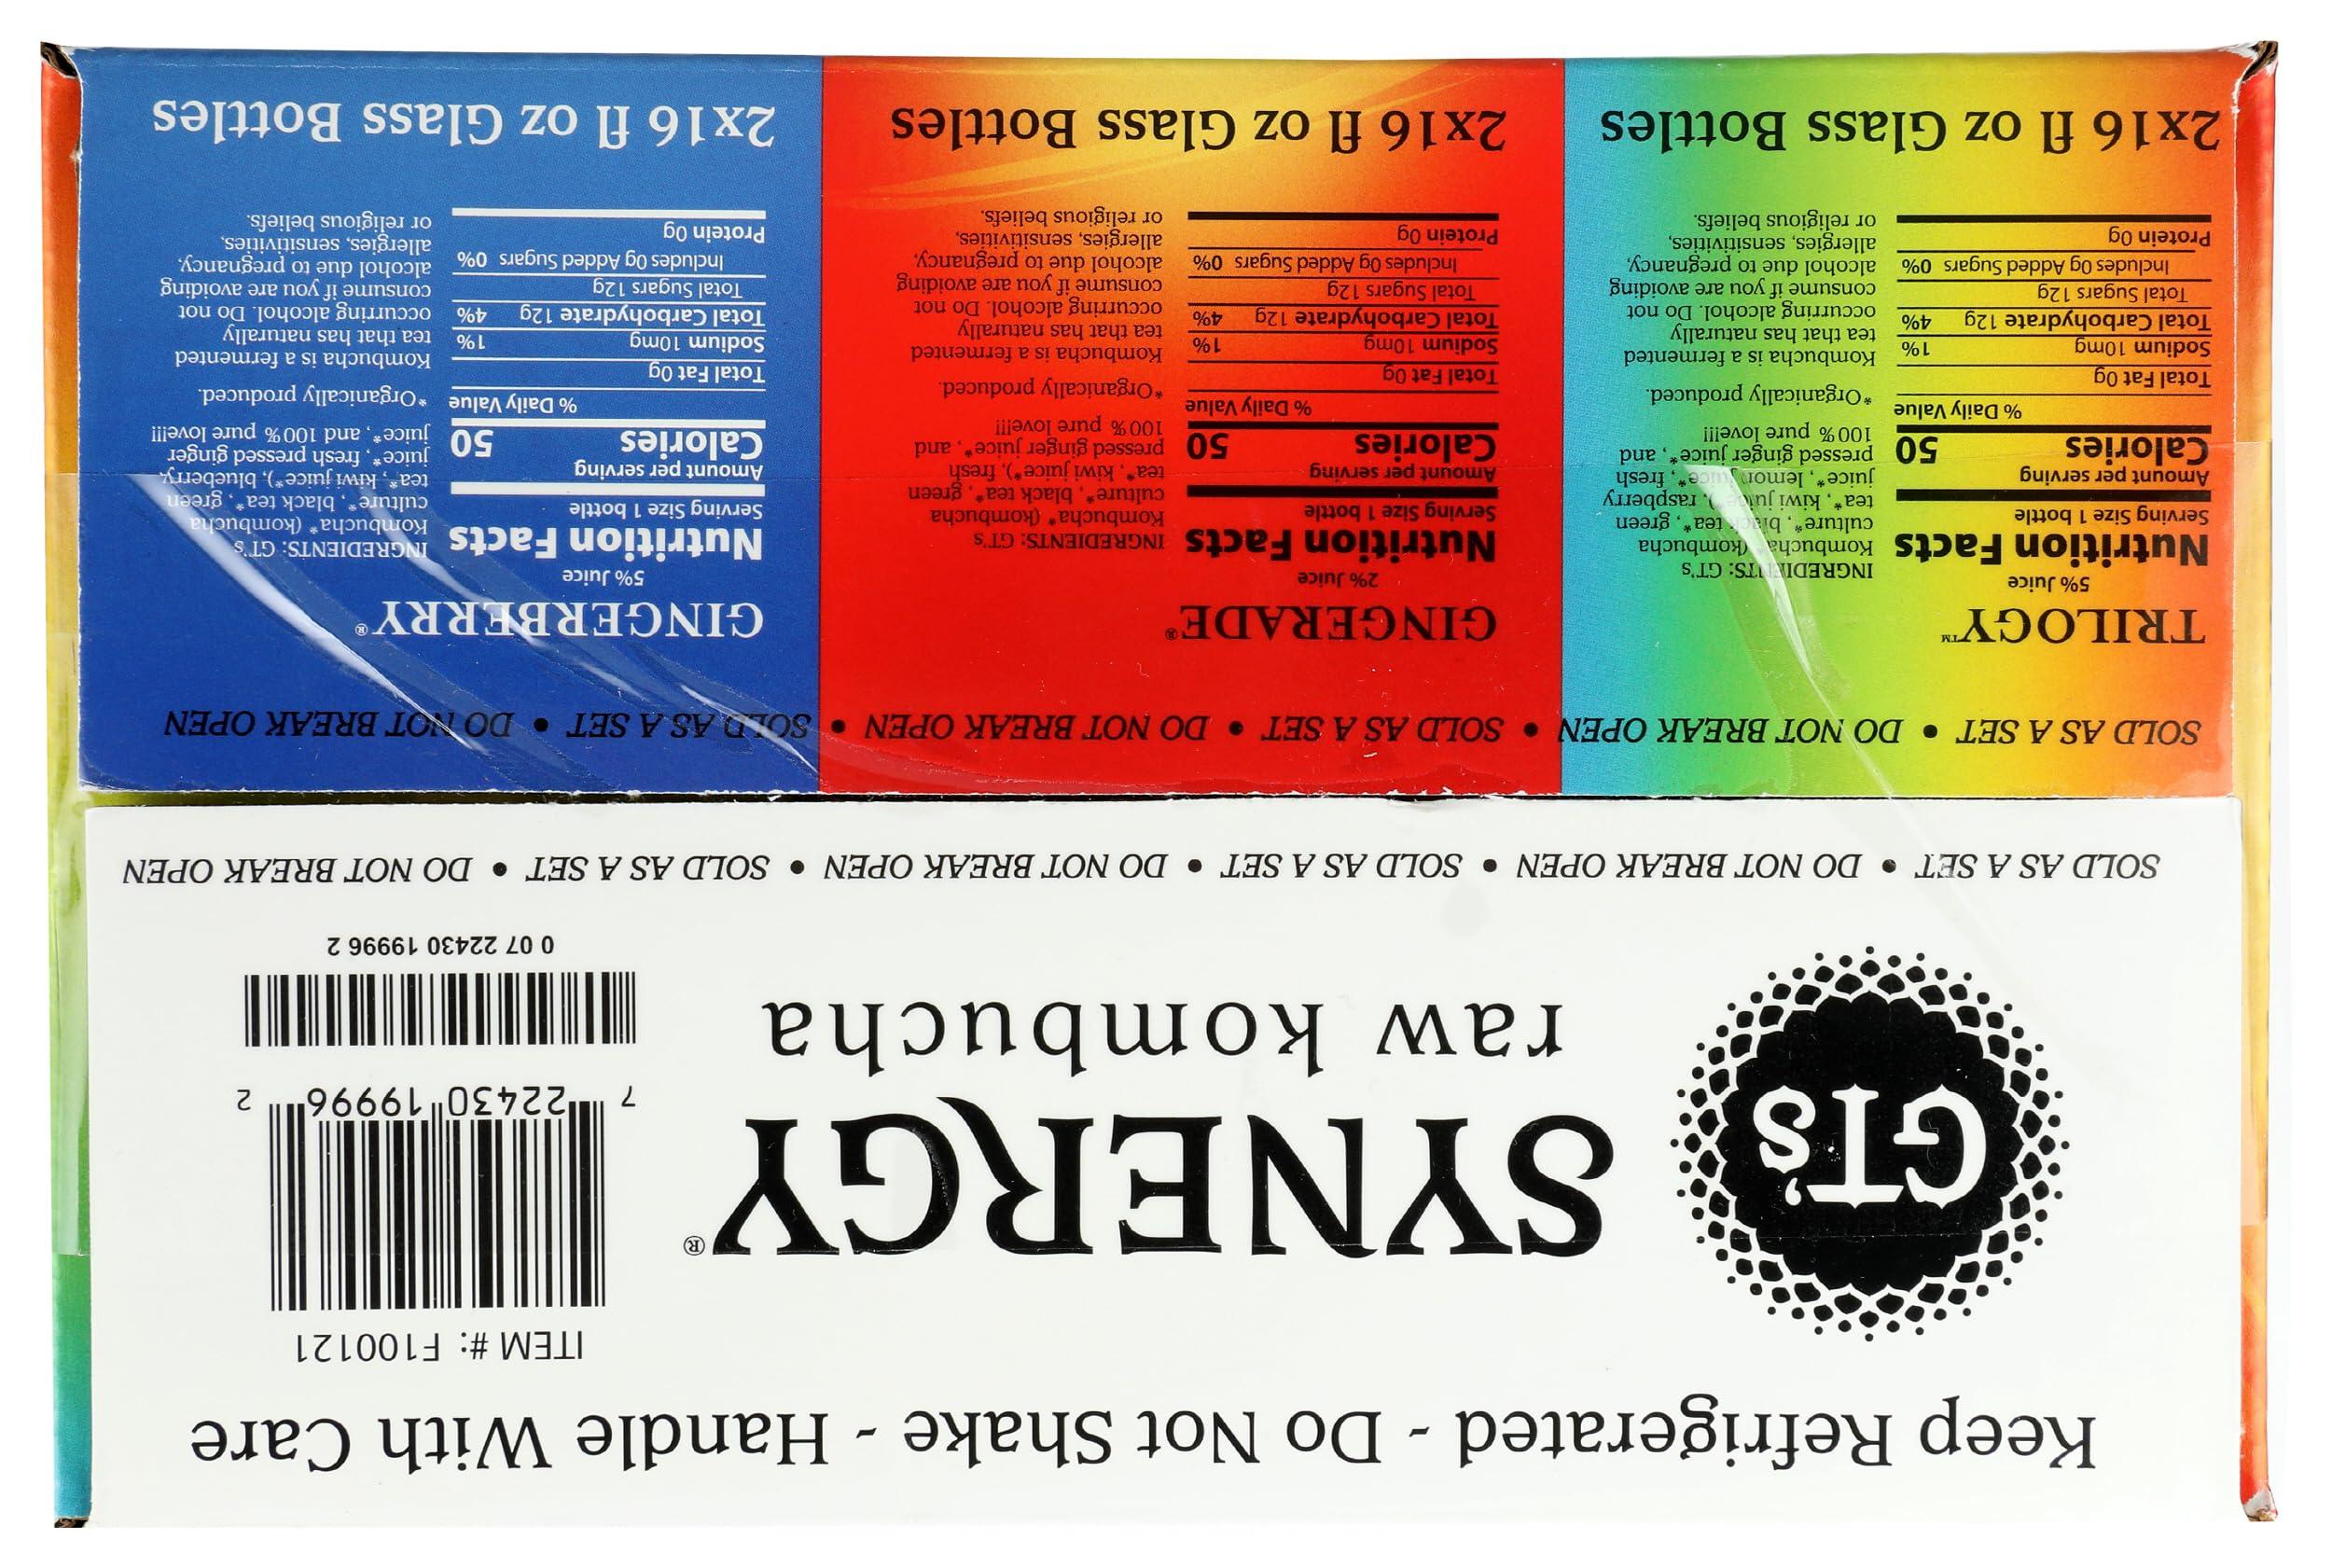 Keep Refrigerated - Do Not Shake - Handle With Care
GT's
SYNERGY®
raw kombucha
ITEM #: F100121
7 22430 19996 2
0 07 22430 19996 2
SOLD AS A SET • DO NOT BREAK OPEN • SOLD AS A SET • DO NOT BREAK OPEN • SOLD AS A SET • DO NOT BREAK OPEN
SOLD AS A SET • DO NOT BREAK OPEN • SOLD AS A SET • DO NOT BREAK OPEN • SOLD AS A SET • DO NOT BREAK OPEN
TRILOGY™
5% Juice
Nutrition Facts
Serving Size 1 bottle
Amount per serving
Calories 50
% Daily Value
Total Fat 0g
Sodium 10mg 1%
Total Carbohydrate 12g 4%
Total Sugars 12g
Includes 0g Added Sugars 0%
Protein 0g
INGREDIENTS: GT's
Kombucha* (kombucha
culture*, black tea*, green
tea*, kiwi juice*), raspberry
juice*, lemon juice*, fresh
pressed ginger juice*, and
100% pure love!!!
*Organically produced.
Kombucha is a fermented
tea that has naturally
occurring alcohol. Do not
consume if you are avoiding
alcohol due to pregnancy,
allergies, sensitivities,
or religious beliefs.
2x16 fl oz Glass Bottles
GINGERADE®
2% Juice
Nutrition Facts
Serving Size 1 bottle
Amount per serving
Calories 50
% Daily Value
Total Fat 0g
Sodium 10mg 1%
Total Carbohydrate 12g 4%
Total Sugars 12g
Includes 0g Added Sugars 0%
Protein 0g
INGREDIENTS: GT's
Kombucha* (kombucha
culture*, black tea*, green
tea*, kiwi juice*), fresh
pressed ginger juice*, and
100% pure love!!!
*Organically produced.
Kombucha is a fermented
tea that has naturally
occurring alcohol. Do not
consume if you are avoiding
alcohol due to pregnancy,
allergies, sensitivities,
or religious beliefs.
2x16 fl oz Glass Bottles
GINGERBERRY®
5% Juice
Nutrition Facts
Serving Size 1 bottle
Amount per serving
Calories 50
% Daily Value
Total Fat 0g
Sodium 10mg 1%
Total Carbohydrate 12g 4%
Total Sugars 12g
Includes 0g Added Sugars 0%
Protein 0g
INGREDIENTS: GT's
Kombucha* (kombucha
culture*, black tea*, green
tea*, kiwi juice*), blueberry
juice*, fresh pressed ginger
juice*, and 100% pure love!!!
*Organically produced.
Kombucha is a fermented
tea that has naturally
occurring alcohol. Do not
consume if you are avoiding
alcohol due to pregnancy,
allergies, sensitivities,
or religious beliefs.
2x16 fl oz Glass Bottles